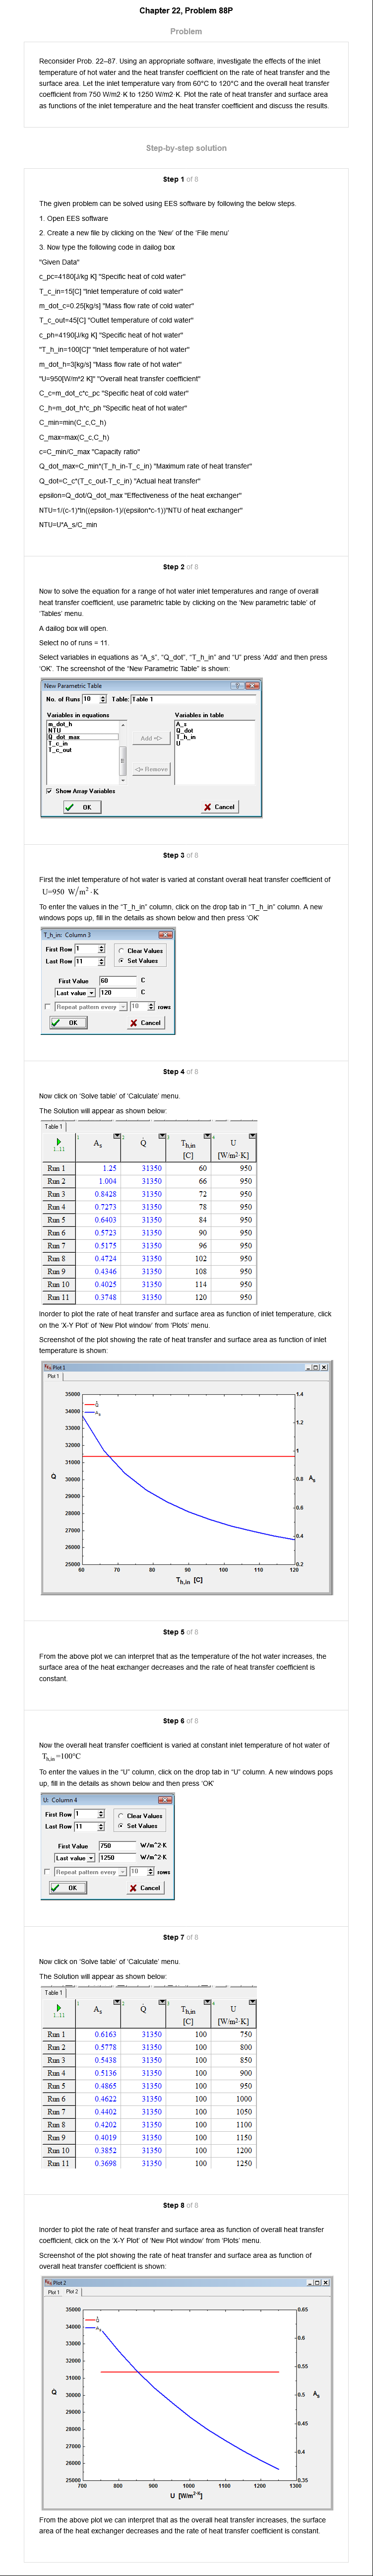 Chapter 22, Problem 88P
Problem
Reconsider Prob. 22–87. Using an appropriate software, investigate the effects of the inlet
temperature of hot water and the heat transfer coefficient on the rate of heat transfer and the
surface area. Let the inlet temperature vary from 60°C to 120°C and the overall heat transfer
coefficient from 750 W/m2·K to 1250 W/m2·K. Plot the rate of heat transfer and surface area
as functions of the inlet temperature and the heat transfer coefficient and discuss the results.
Step-by-step solution
Step 1 of 8
The given problem can be solved using EES software by following the below steps.
1. Open EES software
2. Create a new file by clicking on the 'New' of the 'File menu'
3. Now type the following code in dailog box
"Given Data"
c_pc=4180[J/kg K] "Specific heat of cold water"
T_c_in=15[C] "Inlet temperature of cold water"
m_dot_c=0.25[kg/s] "Mass flow rate of cold water"
T_c_out=45[C] "Outlet temperature of cold water"
c_ph=4190[J/kg K] "Specific heat of hot water"
"T_h_in=100[C]" "Inlet temperature of hot water"
m_dot_h=3[kg/s] "Mass flow rate of hot water"
"U=950[W/m^2 K]" "Overall heat transfer coefficient"
C_c=m_dot_c*c_pc "Specific heat of cold water"
C_h=m_dot_h*c_ph "Specific heat of hot water"
C_min=min(C_c,C_h)
C_max=max(C_c,C_h)
c=C_min/C_max "Capacity ratio"
Q_dot_max=C_min*(T_h_in-T_c_in) "Maximum rate of heat transfer"
Q_dot=C_c*(T_c_out-T_c_in) "Actual heat transfer"
epsilon=Q_dot/Q_dot_max "Effectiveness of the heat exchanger"
NTU=1/(c-1)*ln((epsilon-1)/(epsilon*c-1))"NTU of heat exchanger"
NTU=U*A_s/C_min
Step 2 of 8
Now to solve the equation for a range of hot water inlet temperatures and range of overall
heat transfer coefficient, use parametric table by clicking on the 'New parametric table' of
'Tables' menu.
A dailog box will open.
Select no of runs = 11.
Select variables in equations as "A_s", "Q_dot", "T_h_in" and "U" press 'Add' and then press
'OK'. The screenshot of the "New Parametric Table" is shown:
New Parametric Table
No. of Runs 10 Table: Table 1
Variables in equations Variables in table
m_dot_h A_s
NTU Q_dot
Q_dot_max T_h_in
T_c_in U
T_c_out
Add
Remove
Show Array Variables
OK Cancel
Step 3 of 8
First the inlet temperature of hot water is varied at constant overall heat transfer coefficient of
U=950 W/m² ·K
To enter the values in the "T_h_in" column, click on the drop tab in "T_h_in" column. A new
windows pops up, fill in the details as shown below and then press 'OK'
T_h_in: Column 3
First Row 1 Clear Values
Last Row 11 Set Values
First Value 60 C
Last value 120 C
Repeat pattern every 10 rows
OK Cancel
Step 4 of 8
Now click on 'Solve table' of 'Calculate' menu.
The Solution will appear as shown below:
Table 1
1..11 1 As 2 Q̇ 3 Th,in [C] 4 U [W/m2-K]
Run 1 1.25 31350 60 950
Run 2 1.004 31350 66 950
Run 3 0.8428 31350 72 950
Run 4 0.7273 31350 78 950
Run 5 0.6403 31350 84 950
Run 6 0.5723 31350 90 950
Run 7 0.5175 31350 96 950
Run 8 0.4724 31350 102 950
Run 9 0.4346 31350 108 950
Run 10 0.4025 31350 114 950
Run 11 0.3748 31350 120 950
Inorder to plot the rate of heat transfer and surface area as function of inlet temperature, click
on the 'X-Y Plot' of 'New Plot window' from 'Plots' menu.
Screenshot of the plot showing the rate of heat transfer and surface area as function of inlet
temperature is shown:
Plot 1
Plot 1
35000 1.4
34000
33000 1.2
32000
31000 1
30000 0.8
29000
28000 0.6
27000 0.4
26000
25000 0.2
Q̇
As
Q̇
As
60 70 80 90 100 110 120
Th,in [C]
Step 5 of 8
From the above plot we can interpret that as the temperature of the hot water increases, the
surface area of the heat exchanger decreases and the rate of heat transfer coefficient is
constant.
Step 6 of 8
Now the overall heat transfer coefficient is varied at constant inlet temperature of hot water of
Th,in =100°C
To enter the values in the "U" column, click on the drop tab in "U" column. A new windows pops
up, fill in the details as shown below and then press 'OK'
U: Column 4
First Row 1 Clear Values
Last Row 11 Set Values
First Value 750 W/m^2-K
Last value 1250 W/m^2-K
Repeat pattern every 10 rows
OK Cancel
Step 7 of 8
Now click on 'Solve table' of 'Calculate' menu.
The Solution will appear as shown below:
Table 1
1..11 1 As 2 Q̇ 3 Th,in [C] 4 U [W/m2-K]
Run 1 0.6163 31350 100 750
Run 2 0.5778 31350 100 800
Run 3 0.5438 31350 100 850
Run 4 0.5136 31350 100 900
Run 5 0.4865 31350 100 950
Run 6 0.4622 31350 100 1000
Run 7 0.4402 31350 100 1050
Run 8 0.4202 31350 100 1100
Run 9 0.4019 31350 100 1150
Run 10 0.3852 31350 100 1200
Run 11 0.3698 31350 100 1250
Step 8 of 8
Inorder to plot the rate of heat transfer and surface area as function of overall heat transfer
coefficient, click on the 'X-Y Plot' of 'New Plot window' from 'Plots' menu.
Screenshot of the plot showing the rate of heat transfer and surface area as function of
overall heat transfer coefficient is shown:
Plot 2
Plot 1 Plot 2
35000 0.65
34000
33000 0.6
32000 0.55
31000
30000 0.5
29000
28000 0.45
27000
26000 0.4
25000 0.35
Q̇
As
Q̇
As
700 800 900 1000 1100 1200 1300
U [W/m2-K]
From the above plot we can interpret that as the overall heat transfer increases, the surface
area of the heat exchanger decreases and the rate of heat transfer coefficient is constant.